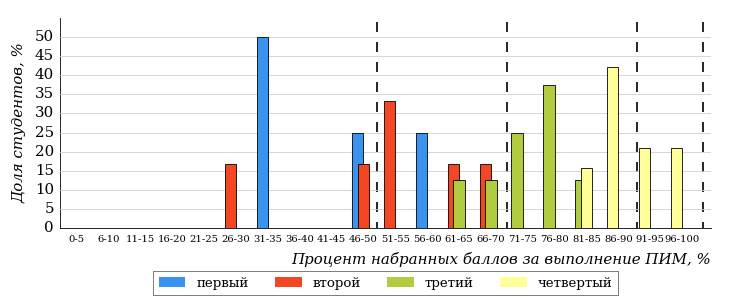 Доля студентов, %
50
45
40
35
30
25
20
15
10
5
0
0-5 6-10 11-15 16-20 21-25 26-30 31-35 36-40 41-45 46-50 51-55 56-60 61-65 66-70 71-75 76-80 81-85 86-90 91-95 96-100
Процент набранных баллов за выполнение ПИМ, %
первый второй третий четвертый